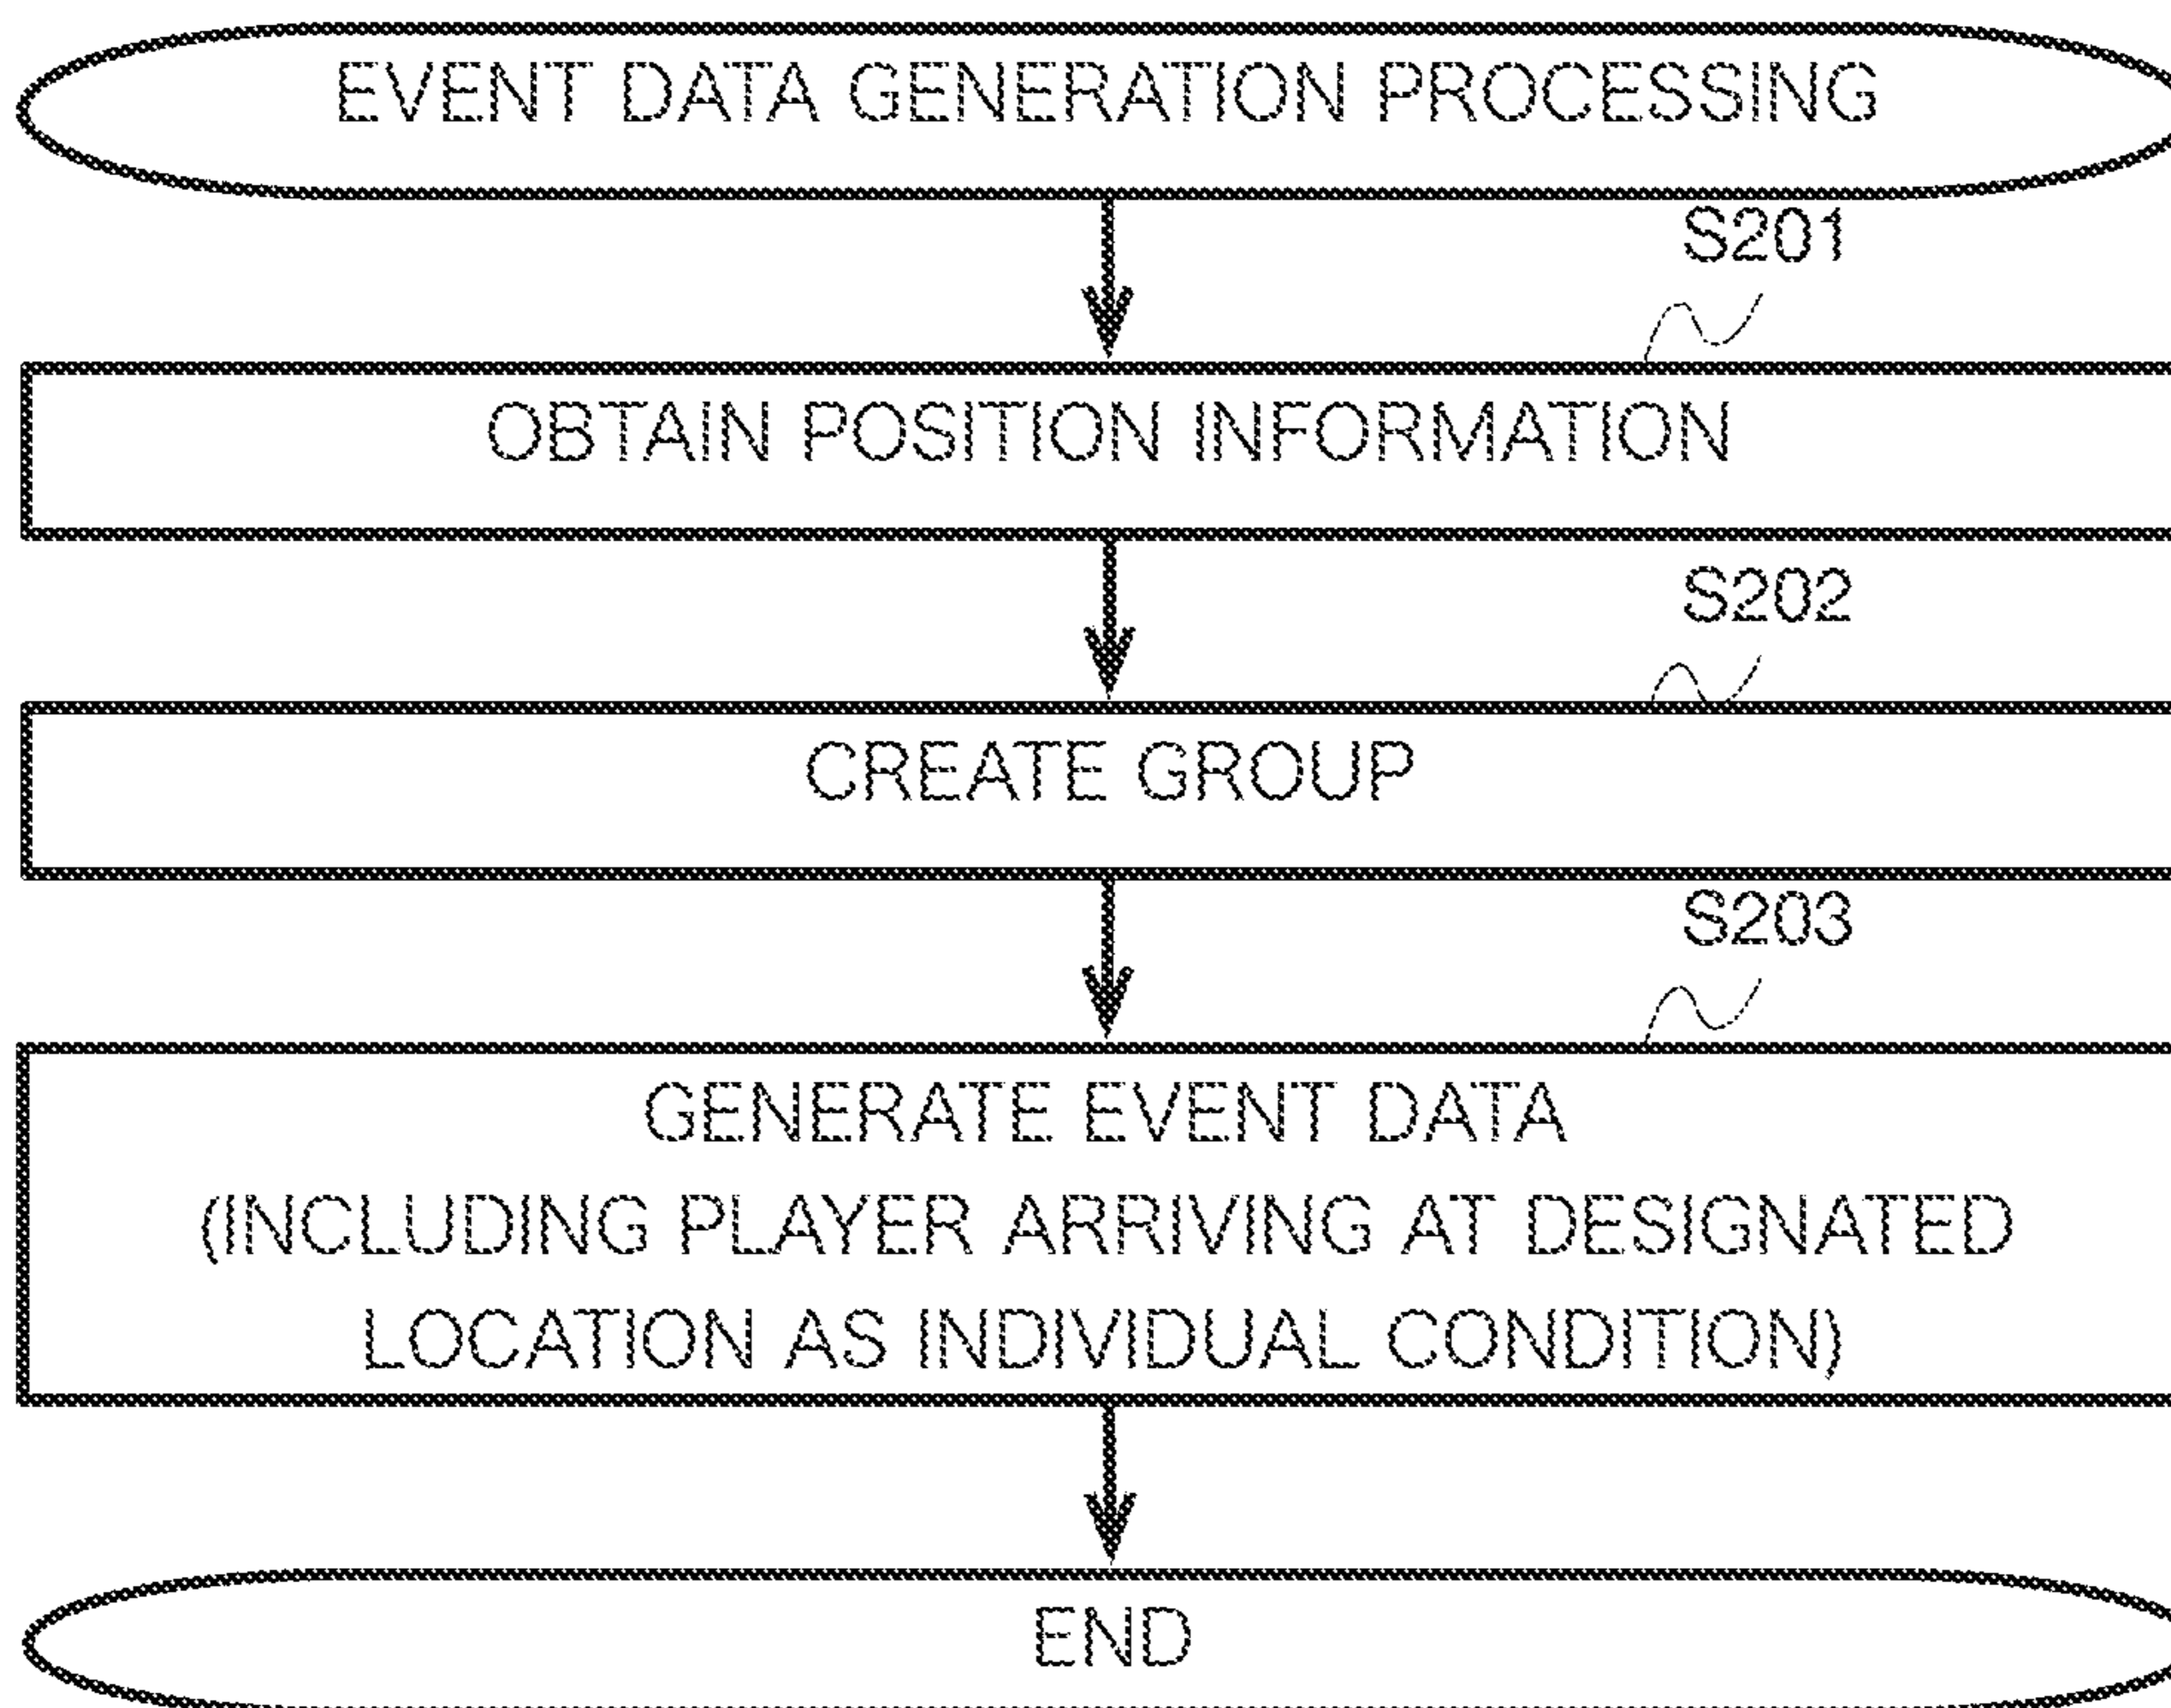 EVENT DATA GENERATION PROCESSING
S201
OBTAIN POSITION INFORMATION
S202
CREATE GROUP
S203
GENERATE EVENT DATA
(INCLUDING PLAYER ARRIVING AT DESIGNATED
LOCATION AS INDIVIDUAL CONDITION)
END